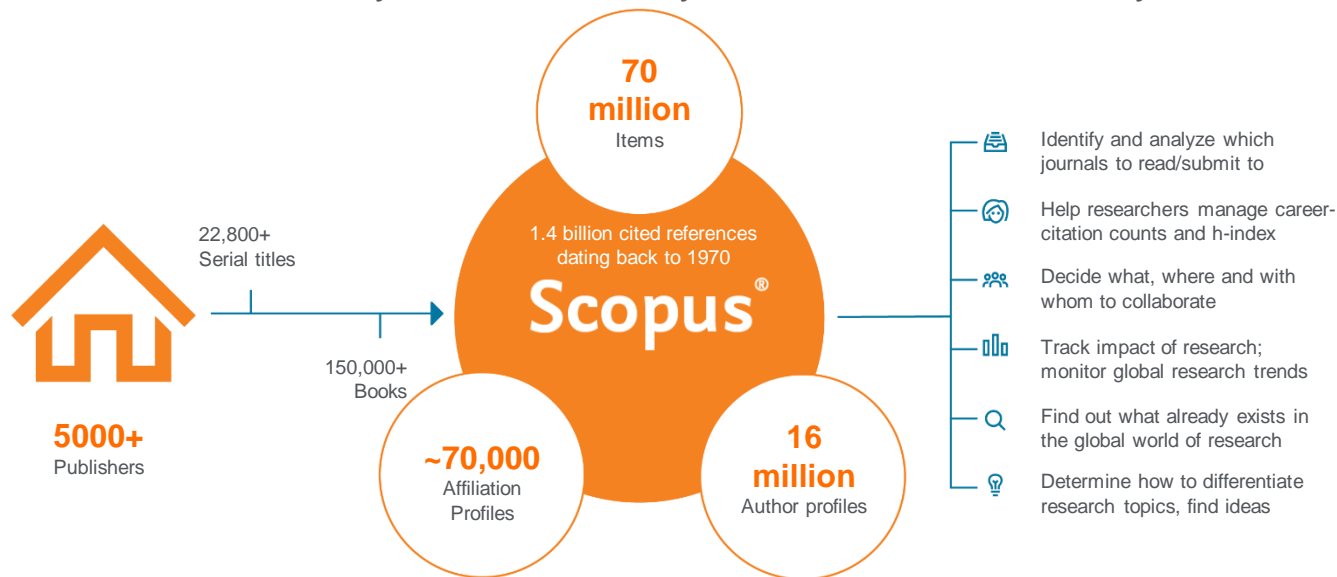 5000+
Publishers
22,800+
Serial titles
150,000+
Books
70
million
Items
1.4 billion cited references
dating back to 1970
Scopus®
~70,000
Affiliation
Profiles
16
million
Author profiles
Identify and analyze which
journals to read/submit to
Help researchers manage career-
citation counts and h-index
Decide what, where and with
whom to collaborate
Track impact of research;
monitor global research trends
Find out what already exists in
the global world of research
Determine how to differentiate
research topics, find ideas